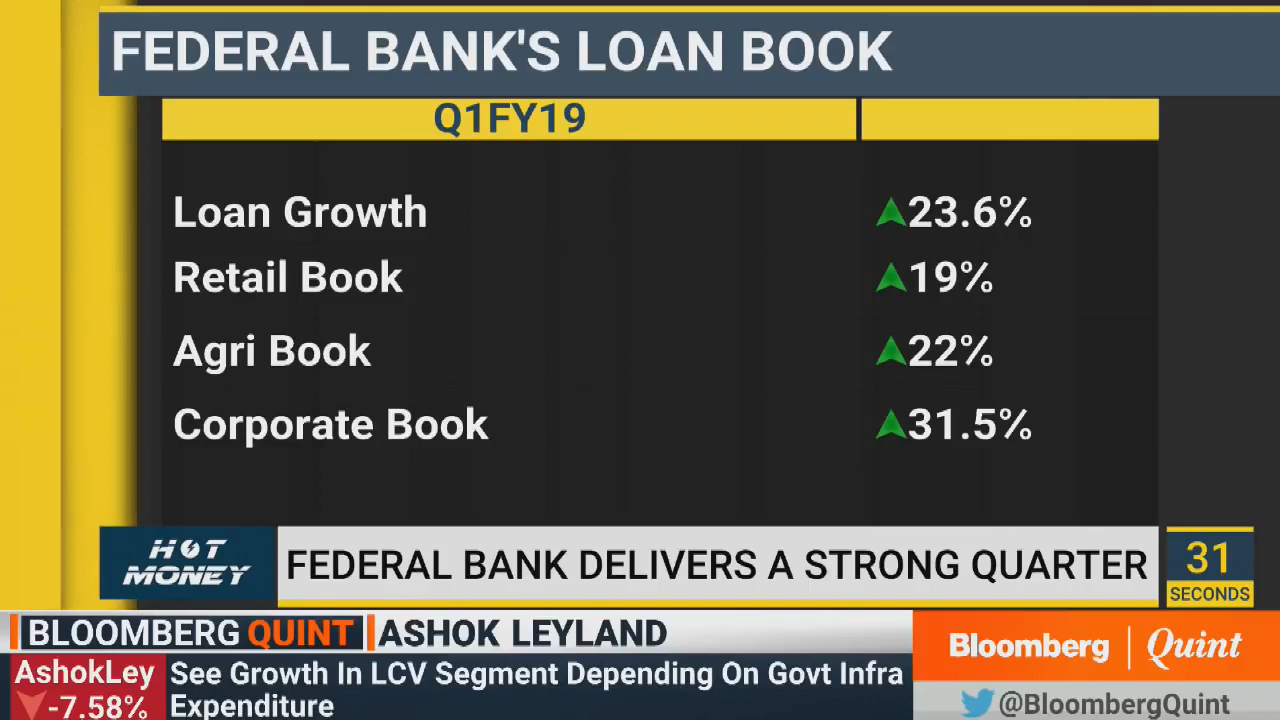 FEDERAL BANK'S LOAN BOOK
Q1FY19
Loan Growth ▲23.6%
Retail Book ▲19%
Agri Book ▲22%
Corporate Book ▲31.5%
HOT MONEY
FEDERAL BANK DELIVERS A STRONG QUARTER
31
SECONDS
BLOOMBERG QUINT
ASHOK LEYLAND
AshokLey
▼-7.58%
See Growth In LCV Segment Depending On Govt Infra
Expenditure
Bloomberg | Quint
@BloombergQuint